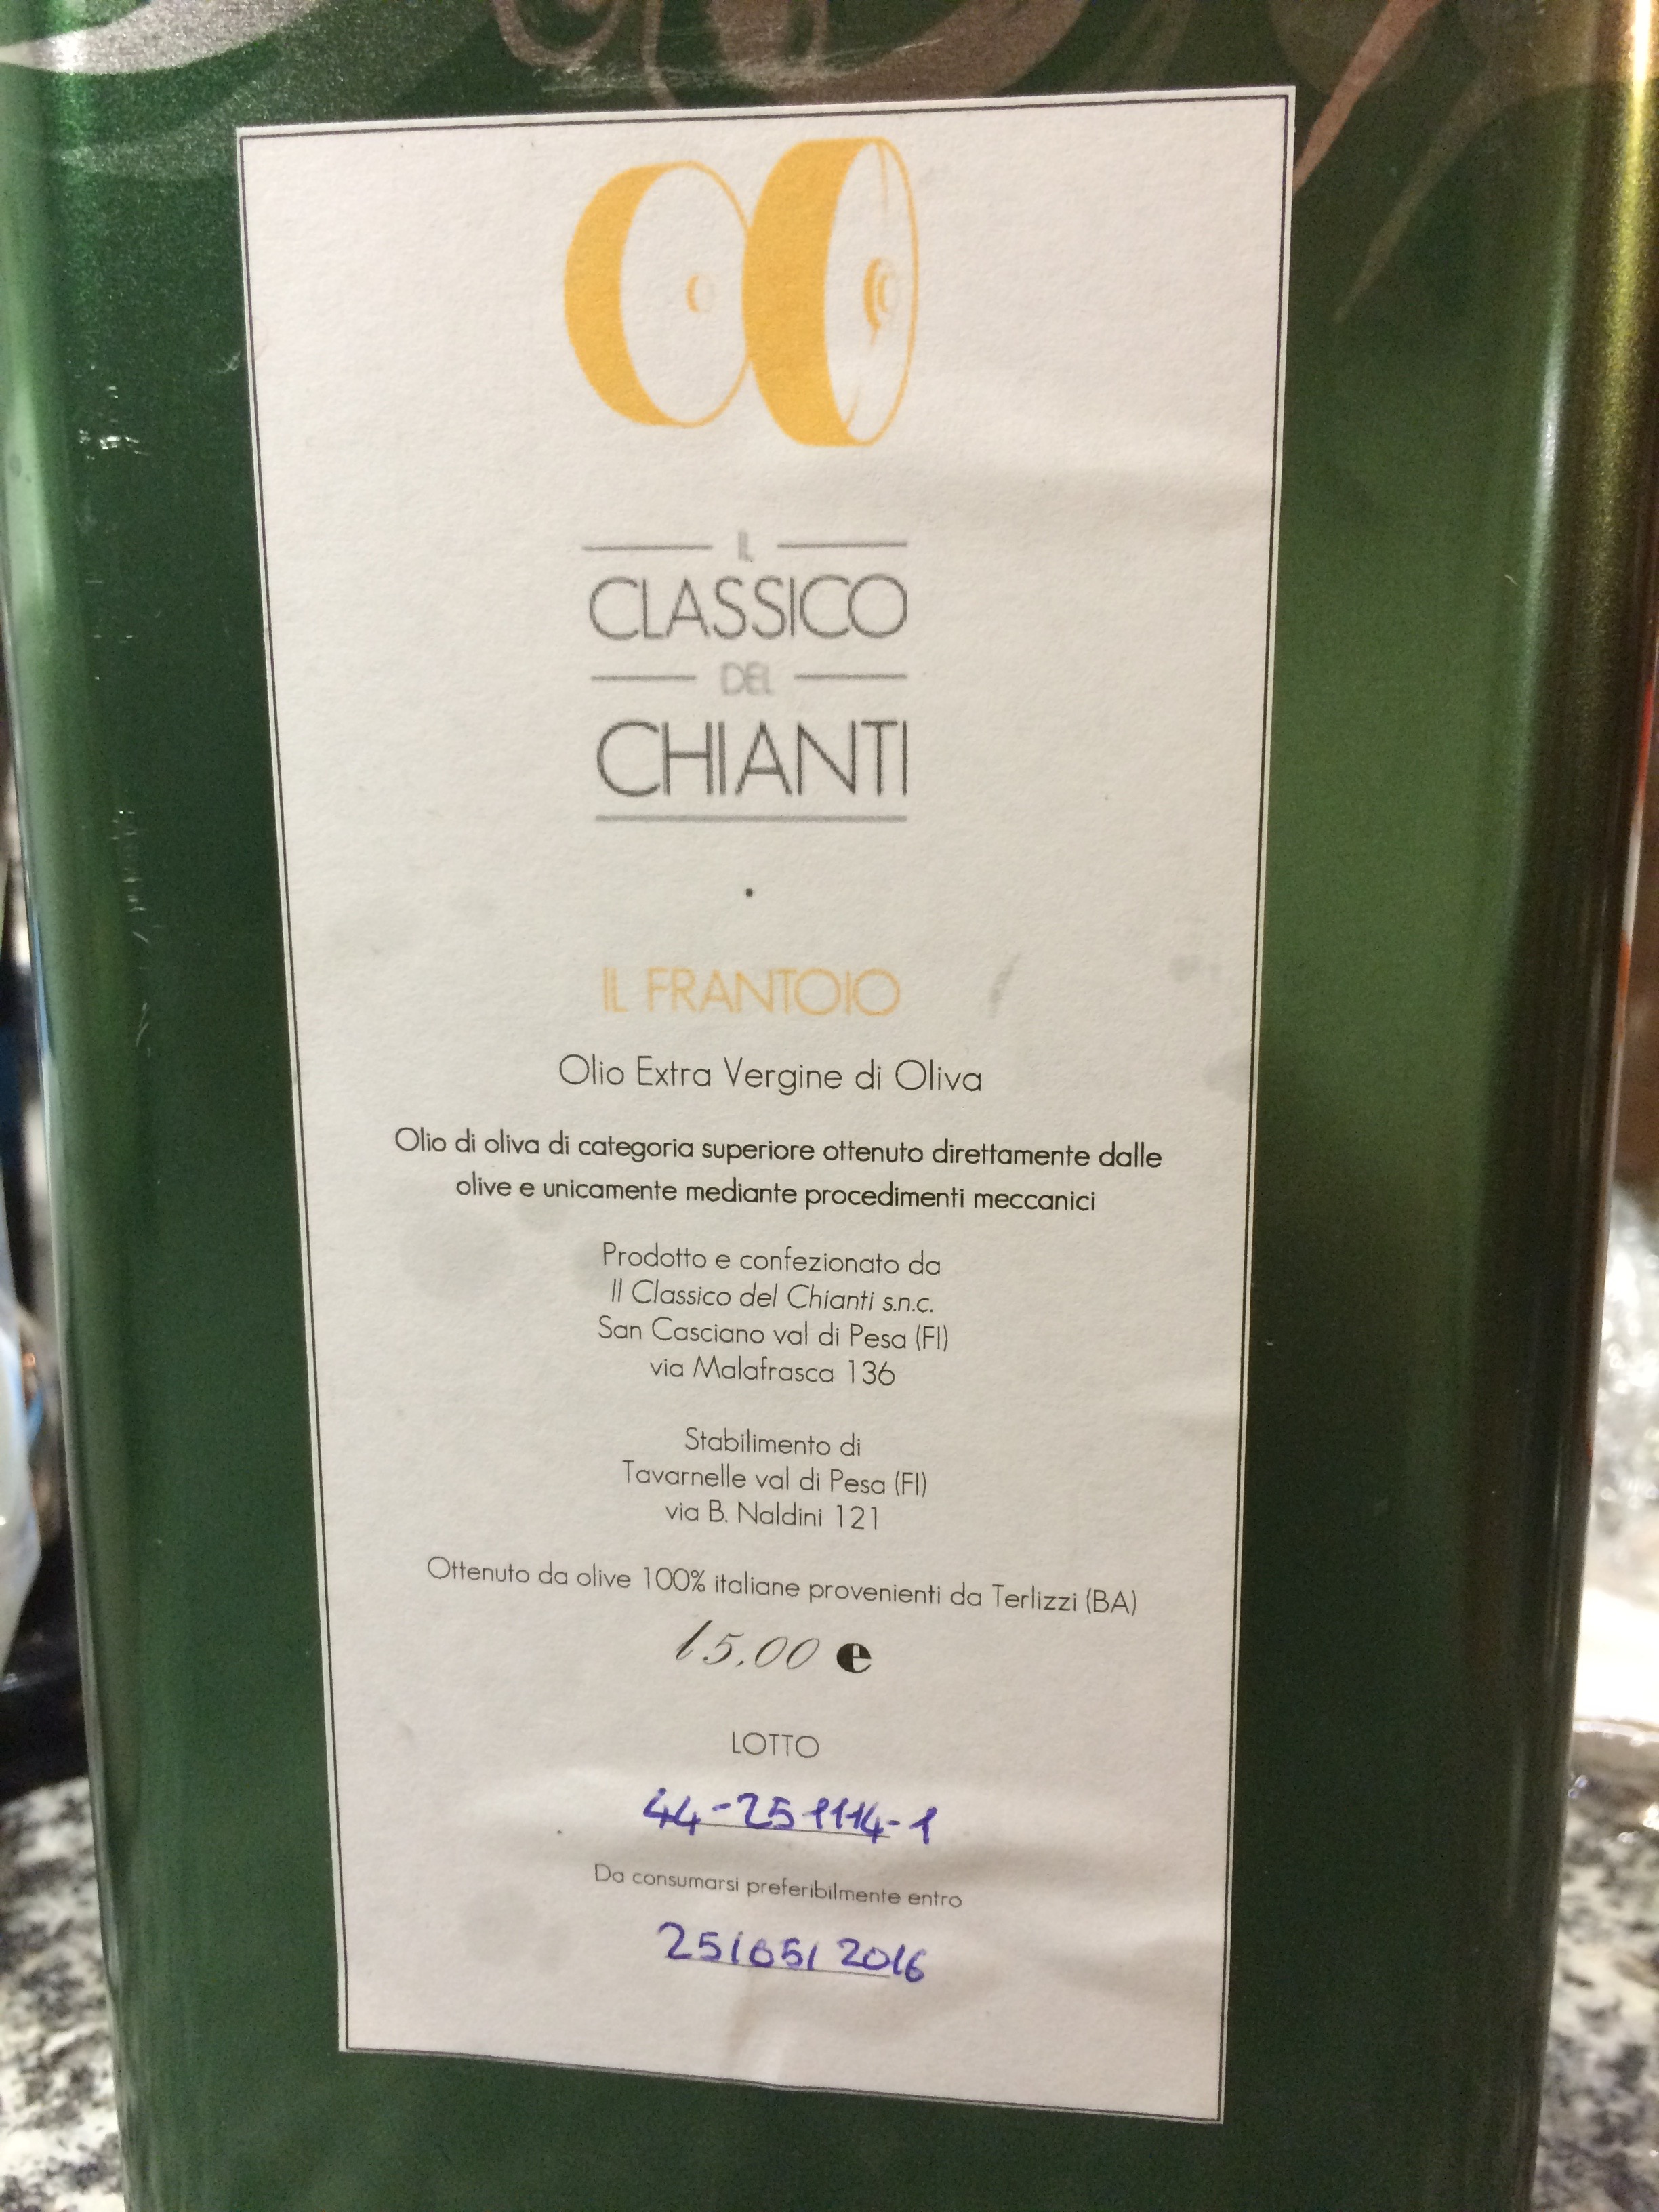 IL
CLASSICO
DEL
CHIANTI
IL FRANTOIO
Olio Extra Vergine di Oliva
Olio di oliva di categoria superiore ottenuto direttamente dalle
olive e unicamente mediante procedimenti meccanici
Prodotto e confezionato da
Il Classico del Chianti s.n.c.
San Casciano val di Pesa (FI)
via Malafrasca 136
Stabilimento di
Tavarnelle val di Pesa (FI)
via B. Naldini 121
Ottenuto da olive 100% italiane provenienti da Terlizzi (BA)
l 5,00 e
LOTTO
44-251114-1
Da consumarsi preferibilmente entro
25/05/2016